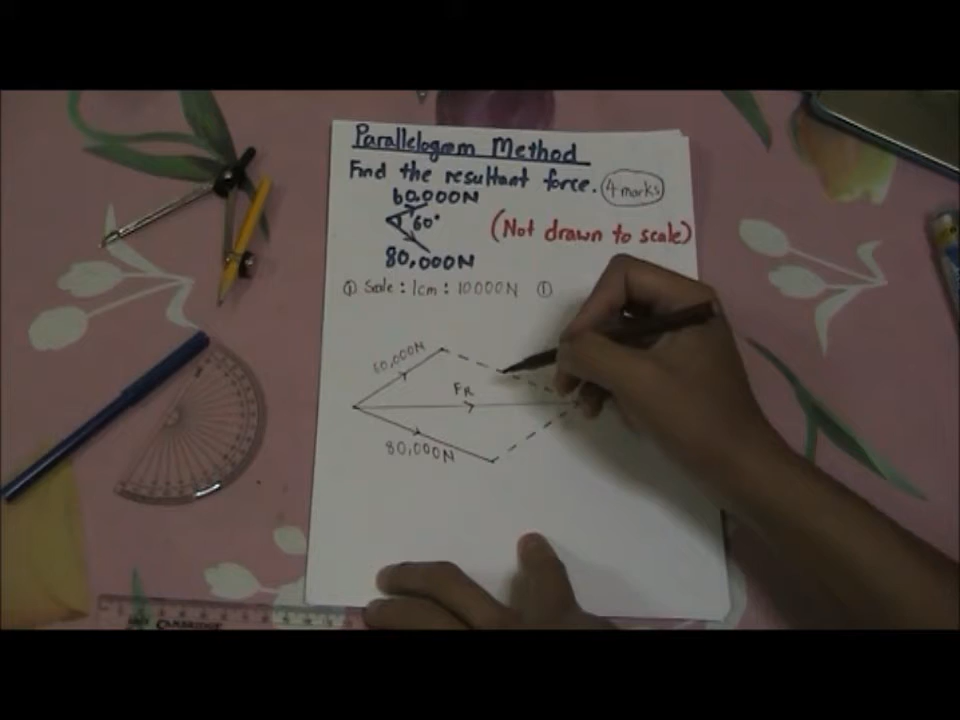 Parallelogram Method
Find the resultant force. 4 marks
60,000N
60°
(Not drawn to scale)
80,000N
① Scale : 1cm : 10000N ①
60,000N
FR
80,000N
CAMBRIDGE